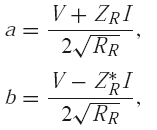 a = \frac{V + Z_R I}{2\sqrt{R_R}},
b = \frac{V - Z_R^* I}{2\sqrt{R_R}},